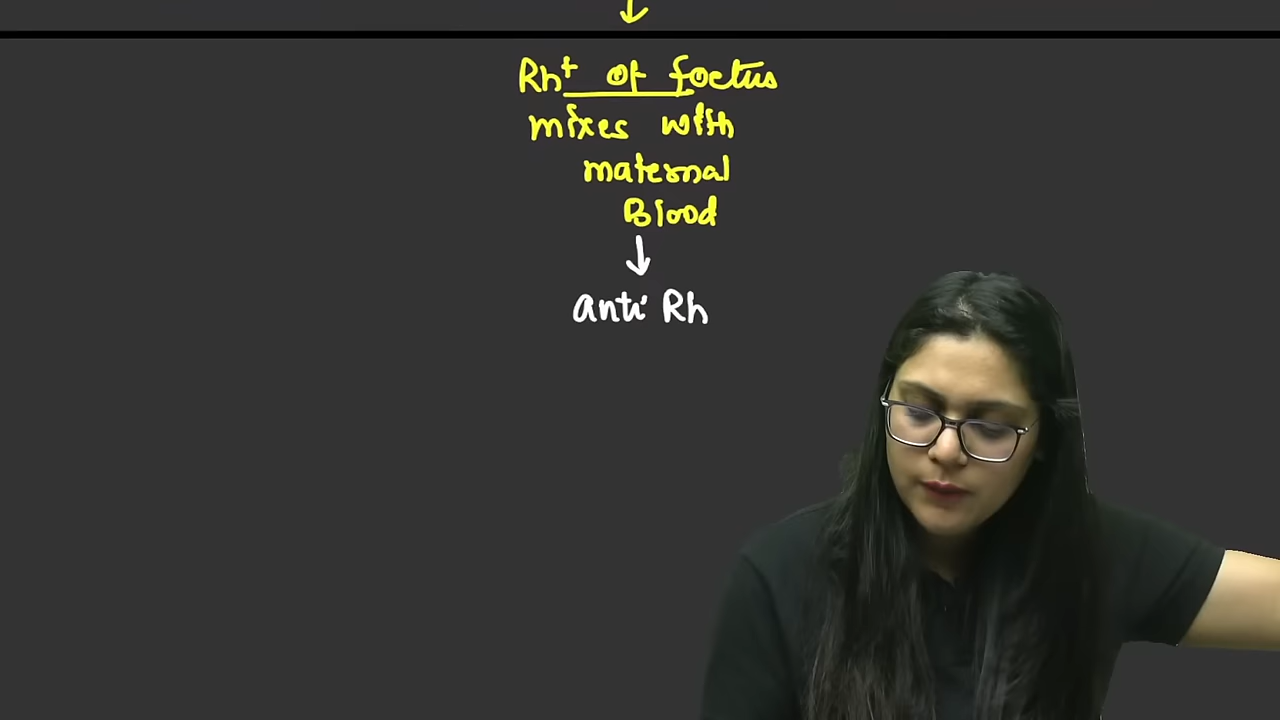 Rh+ of foetus
mixes with
maternal
Blood
anti Rh